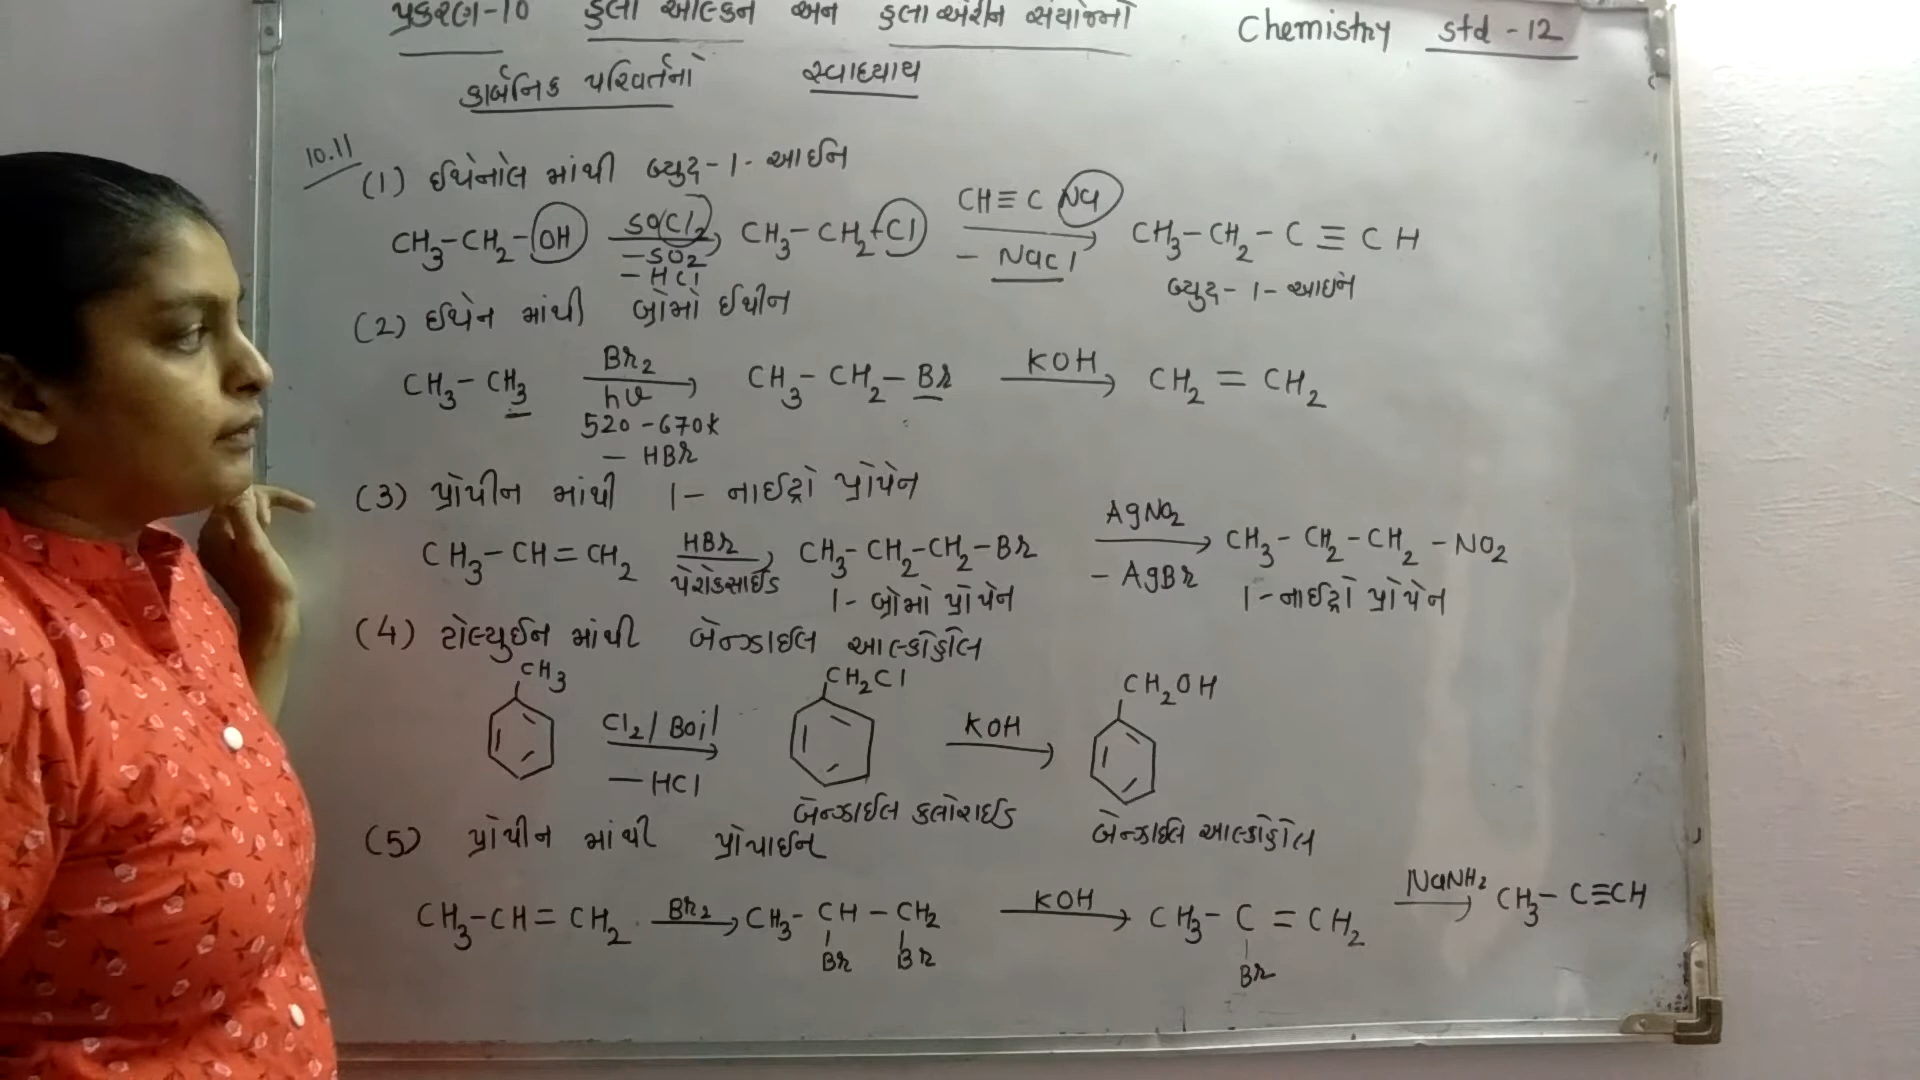 પ્રકરણ-10 હેલો આલ્કેન અને હેલો એરીન સંયોજનો Chemistry std-12
કાર્બનિક પરિવર્તનો સ્વાધ્યાય
10.11
(1) ઈથેનોલ માંથી બ્યુટ-1-આઈન
CH3-CH2-OH SOCl2 -SO2 -HCl CH3-CH2-Cl CH≡CNa -NaCl CH3-CH2-C≡CH
બ્યુટ-1-આઇન
(2) ઈથેન માંથી બ્રોમો ઈથીન
CH3-CH3 Br2 hυ 520-670k -HBr CH3-CH2-Br KOH CH2=CH2
(3) પ્રોપીન માંથી 1-નાઈટ્રો પ્રોપેન
CH3-CH=CH2 HBr પેરોકસાઈડ CH3-CH2-CH2-Br AgNO2 -AgBr CH3-CH2-CH2-NO2
1-બ્રોમો પ્રોપેન 1-નાઈટ્રો પ્રોપેન
(4) ટોલ્યુઈન માંથી બેન્ઝાઈલ આલ્કોહોલ
CH3 Cl2/Boil -HCl CH2Cl KOH CH2OH
બેન્ઝાઈલ કલોરાઈડ બેન્ઝાઈલ આલ્કોહોલ
(5) પ્રોપીન માંથી પ્રોપાઈન
CH3-CH=CH2 Br2 CH3-CH-CH2 KOH CH3-C=CH2 NaNH2 CH3-C≡CH
Br Br Br